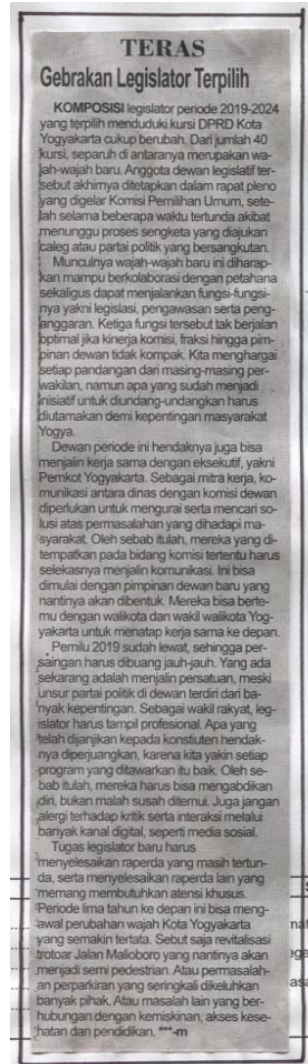 TERAS
Gebrakan Legislator Terpilih
KOMPOSISI legislator periode 2019-2024
yang terpilih menduduki kursi DPRD Kota
Yogyakarta cukup berubah. Dari jumlah 40
kursi, separuh di antaranya merupakan wa-
jah-wajah baru. Anggota dewan legislatif ter-
sebut akhirnya ditetapkan dalam rapat pleno
yang digelar Komisi Pemilihan Umum, sete-
lah selama beberapa waktu tertunda akibat
menunggu proses sengketa yang diajukan
caleg atau partai politik yang bersangkutan.
Munculnya wajah-wajah baru ini diharap-
kan mampu berkolaborasi dengan petahana
sekaligus dapat menjalankan fungsi-fungsi-
nya yakni legislasi, pengawasan serta peng-
anggaran. Ketiga fungsi tersebut tak berjalan
optimal jika kinerja komisi, fraksi hingga pim-
pinan dewan tidak kompak. Kita menghargai
setiap pandangan dari masing-masing per-
wakilan, namun apa yang sudah menjadi
inisiatif untuk diundang-undangkan harus
diutamakan demi kepentingan masyarakat
Yogya.
Dewan periode ini hendaknya juga bisa
menjalin kerja sama dengan eksekutif, yakni
Pemkot Yogyakarta. Sebagai mitra kerja, ko-
munikasi antara dinas dengan komisi dewan
diperlukan untuk mengurai serta mencari so-
lusi atas permasalahan yang dihadapi ma-
syarakat. Oleh sebab itulah, mereka yang di-
tempatkan pada bidang komisi tertentu harus
selekasnya menjalin komunikasi. Ini bisa
dimulai dengan pimpinan dewan baru yang
nantinya akan dibentuk. Mereka bisa berte-
mu dengan walikota dan wakil walikota Yog-
yakarta untuk menatap kerja sama ke depan.
Pemilu 2019 sudah lewat, sehingga per-
saingan harus dibuang jauh-jauh. Yang ada
sekarang adalah menjalin persatuan, meski
unsur partai politik di dewan terdiri dari ba-
nyak kepentingan. Sebagai wakil rakyat, leg-
islator harus tampil profesional. Apa yang
telah dijanjikan kepada konstiuten hendak-
nya diperjuangkan, karena kita yakin setiap
program yang ditawarkan itu baik. Oleh se-
bab itulah, mereka harus bisa mengabdikan
diri, bukan malah susah ditemui. Juga jangan
alergi terhadap kritik serta interaksi melalui
banyak kanal digital, seperti media sosial.
Tugas legislator baru harus
menyelesaikan raperda yang masih tertun-
da, serta menyelesaikan raperda lain yang
memang membutuhkan atensi khusus.
Periode lima tahun ke depan ini bisa meng-
awal perubahan wajah Kota Yogyakarta
yang semakin tertata. Sebut saja revitalisasi
trotoar Jalan Malioboro yang nantinya akan
menjadi semi pedestrian. Atau permasalah-
an perparkiran yang seringkali dikeluhkan
banyak pihak. Atau masalah lain yang ber-
hubungan dengan kemiskinan, akses kese-
hatan dan pendidikan. ***-m